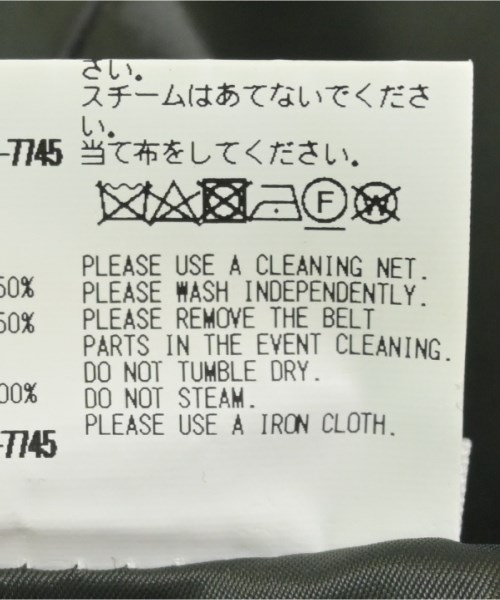 さい。
スチームはあてないでくださ
い。
-7745
当て布をしてください。
F
W
PLEASE USE A CLEANING NET.
50%
PLEASE WASH INDEPENDENTLY.
50%
PLEASE REMOVE THE BELT
PARTS IN THE EVENT CLEANING.
DO NOT TUMBLE DRY.
00%
DO NOT STEAM.
PLEASE USE A IRON CLOTH.
-7745